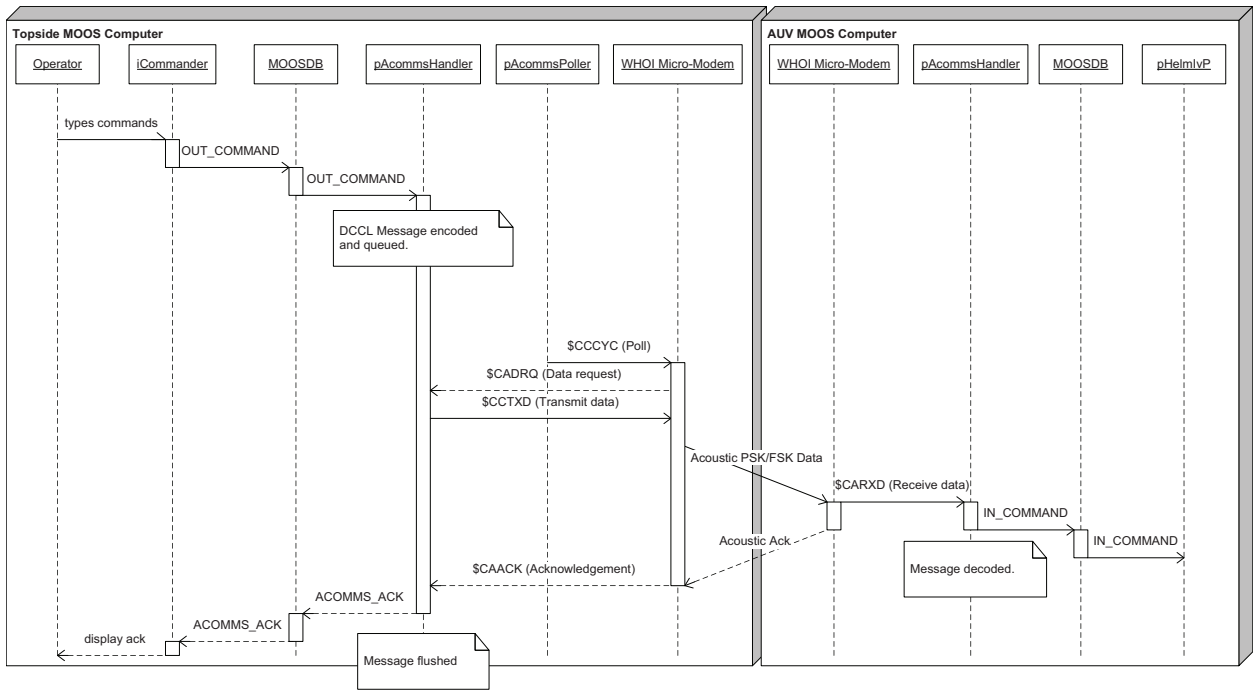 Topside MOOS Computer
AUV MOOS Computer
Operator
iCommander
MOOSDB
pAcommsHandler
pAcommsPoller
WHOI Micro-Modem
WHOI Micro-Modem
pAcommsHandler
MOOSDB
pHelmIvP
types commands
OUT_COMMAND
OUT_COMMAND
DCCL Message encoded
and queued.
$CCCYC (Poll)
$CADRQ (Data request)
$CCTXD (Transmit data)
Acoustic PSK/FSK Data
$CARXD (Receive data)
IN_COMMAND
IN_COMMAND
Acoustic Ack
Message decoded.
$CAACK (Acknowledgement)
ACOMMS_ACK
ACOMMS_ACK
display ack
Message flushed